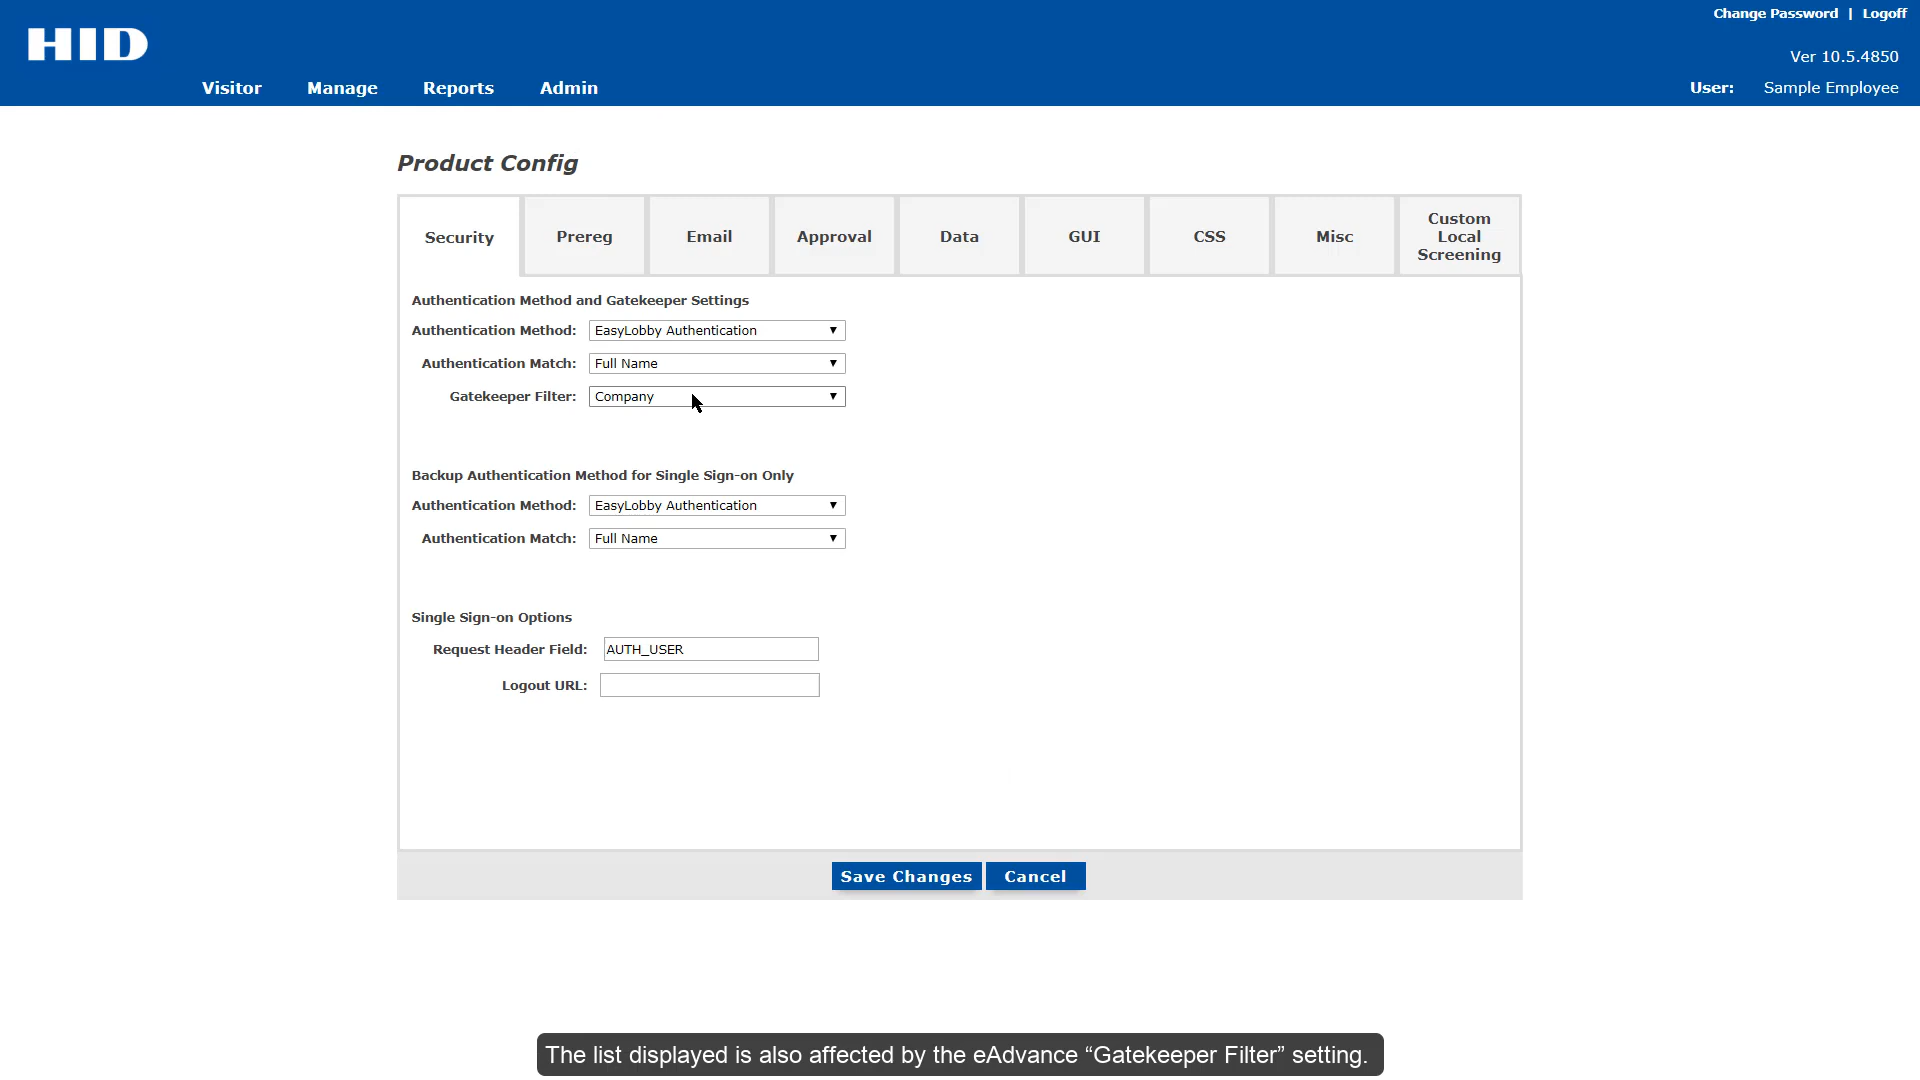 Change Password | Logoff
HID
Ver 10.5.4850
Visitor Manage Reports Admin
User: Sample Employee
Product Config
Security
Prereg
Email
Approval
Data
GUI
CSS
Misc
Custom
Local
Screening
Authentication Method and Gatekeeper Settings
Authentication Method: EasyLobby Authentication
Authentication Match: Full Name
Gatekeeper Filter: Company
Backup Authentication Method for Single Sign-on Only
Authentication Method: EasyLobby Authentication
Authentication Match: Full Name
Single Sign-on Options
Request Header Field: AUTH_USER
Logout URL:
Save Changes Cancel
The list displayed is also affected by the eAdvance “Gatekeeper Filter” setting.